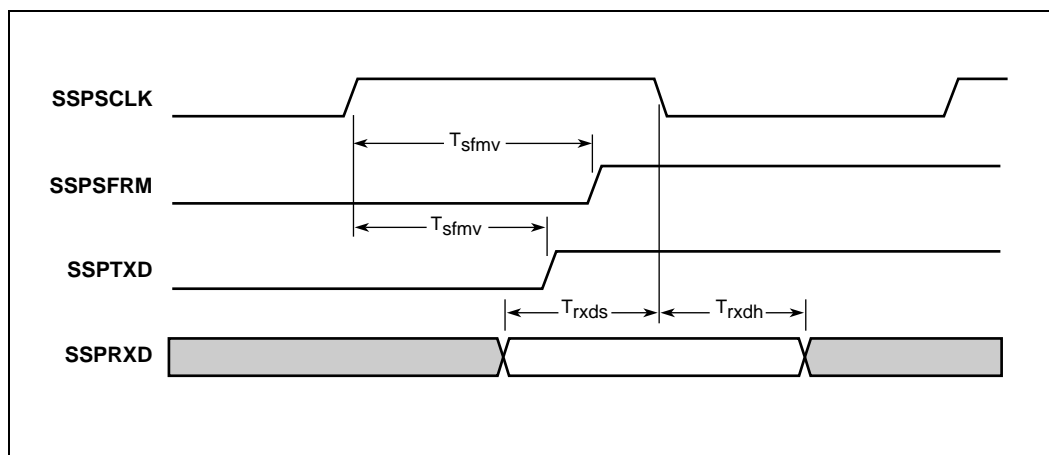 SSPSCLK
Tsfmv
SSPSFRM
Tsfmv
SSPTXD
Trxds Trxdh
SSPRXD